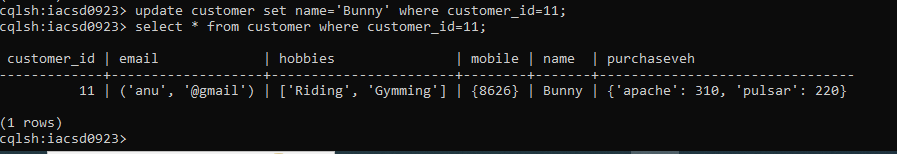 cqlsh:iacsd0923> update customer set name='Bunny' where customer_id=11;
cqlsh:iacsd0923> select * from customer where customer_id=11;
 customer_id | email             | hobbies               | mobile | name  | purchaseveh
-------------+-------------------+-----------------------+--------+-------+--------------------------------
          11 | ('anu', '@gmail') | ['Riding', 'Gymming'] | {8626} | Bunny | {'apache': 310, 'pulsar': 220}
(1 rows)
cqlsh:iacsd0923>